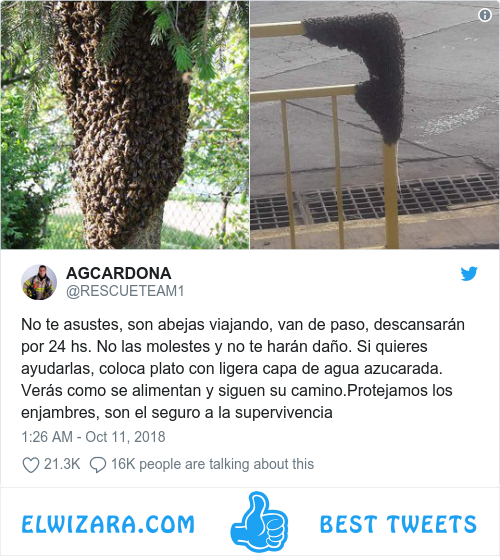 AGCARDONA
@RESCUETEAM1
No te asustes, son abejas viajando, van de paso, descansarán
por 24 hs. No las molestes y no te harán daño. Si quieres
ayudarlas, coloca plato con ligera capa de agua azucarada.
Verás como se alimentan y siguen su camino.Protejamos los
enjambres, son el seguro a la supervivencia
1:26 AM - Oct 11, 2018
21.3K 16K people are talking about this
ELWIZARA.COM BEST TWEETS